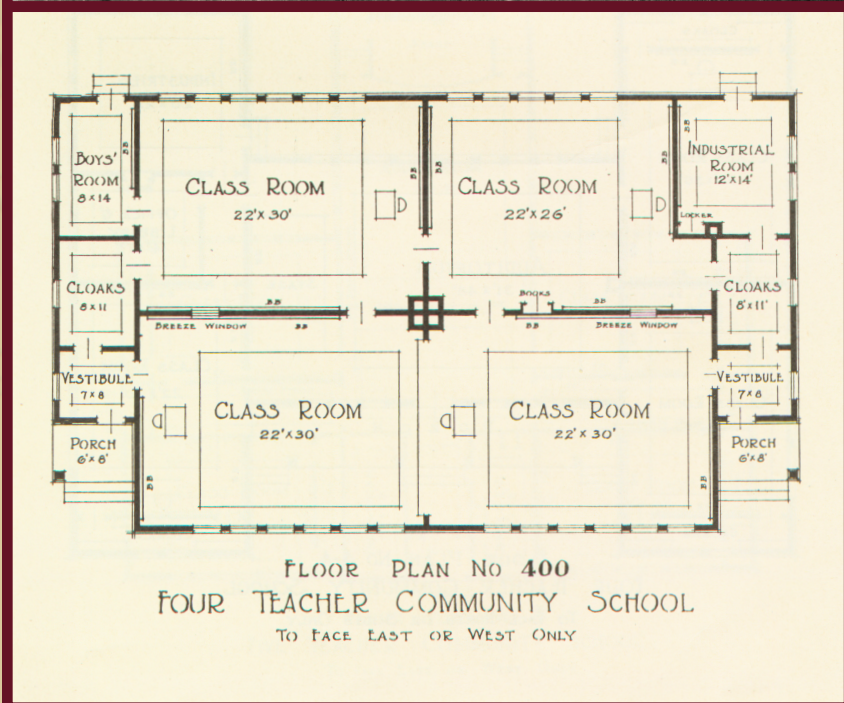 BOYS'
ROOM
8 x 14
BB
CLASS ROOM
22' x 30'
BB
BB
CLASS ROOM
22' x 26'
BB
BB
INDUSTRIAL
ROOM
12' x 14'
LOCKER
CLOAKS
8 x 11
BB
BREEZE WINDOW
BB
BOOKS
BB
BB
BREEZE WINDOW
CLOAKS
8' x 11'
VESTIBULE
7 x 8
CLASS ROOM
22' x 30'
CLASS ROOM
22' x 30'
VESTIBULE
7' x 8
PORCH
6' x 8'
BB
BB
PORCH
6' x 8'
FLOOR PLAN NO 400
FOUR TEACHER COMMUNITY SCHOOL
TO FACE EAST OR WEST ONLY